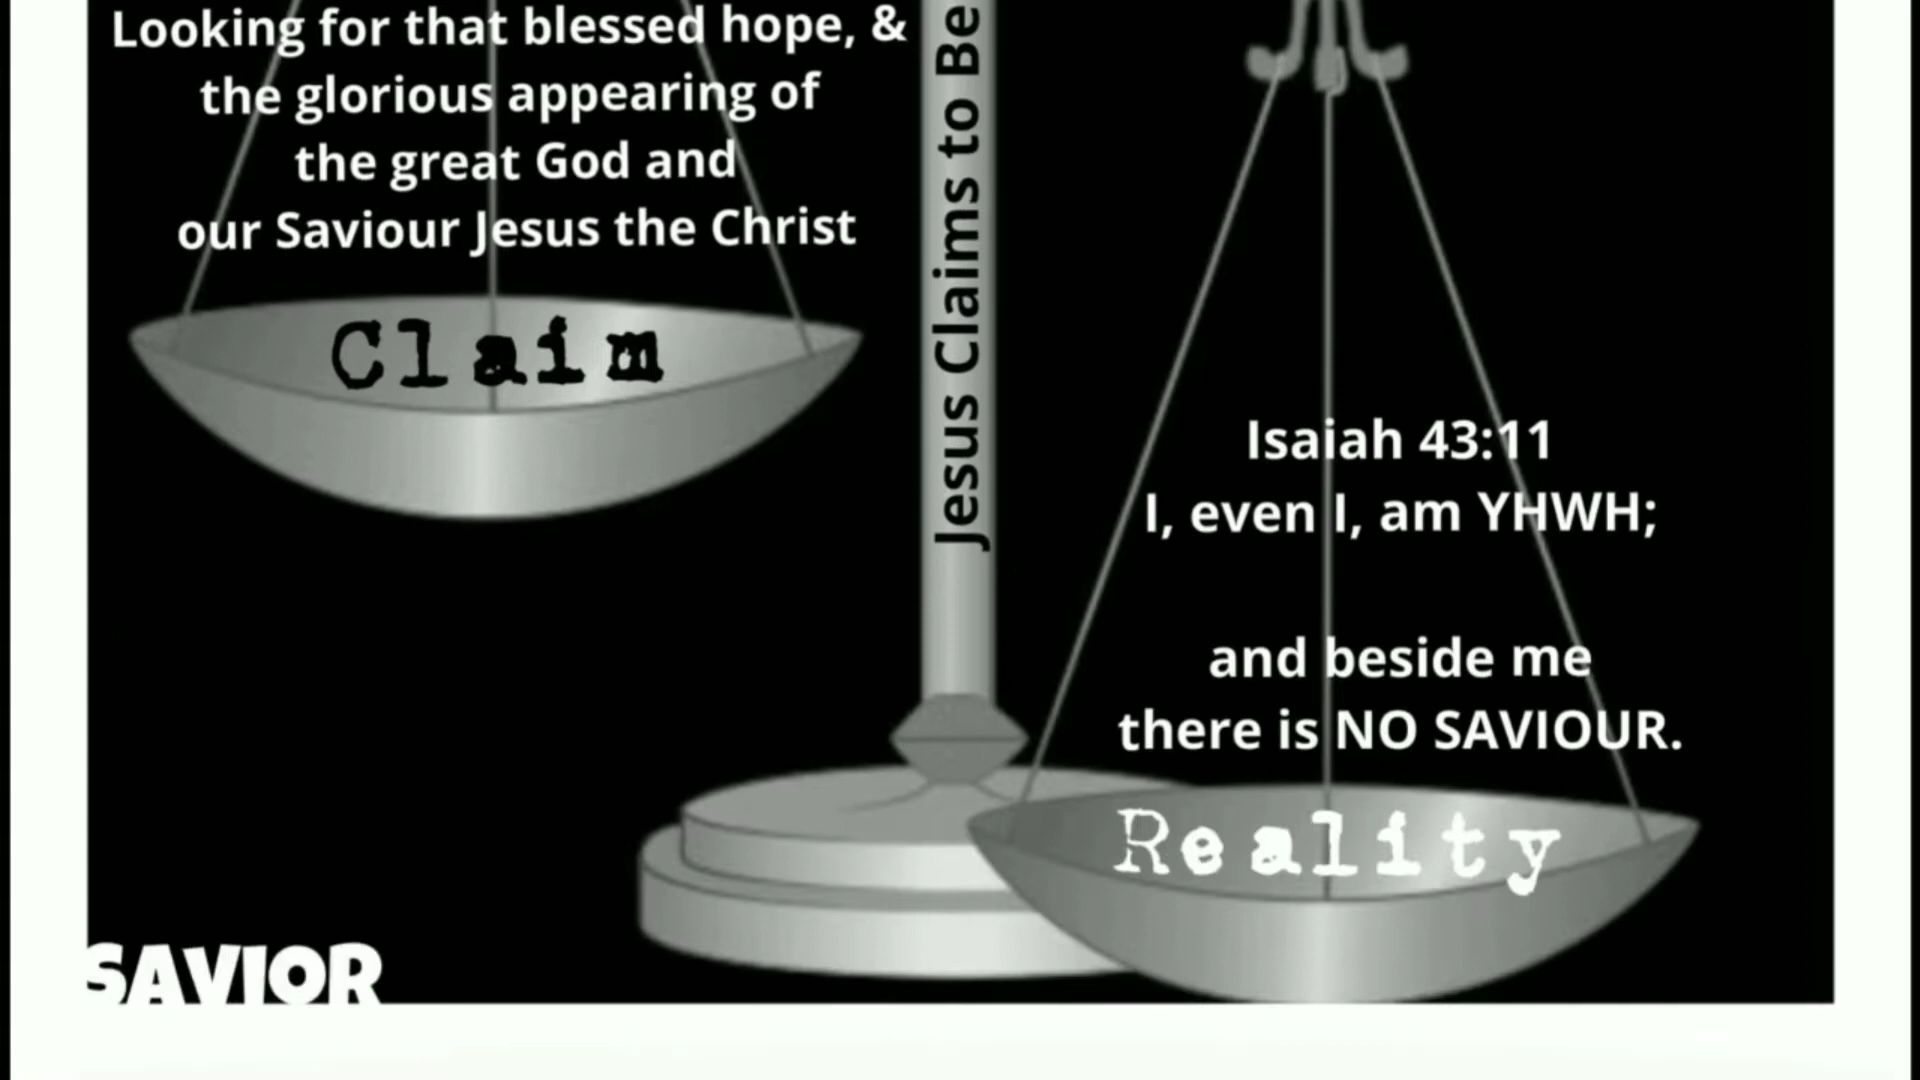 Looking for that blessed hope, &
the glorious appearing of
the great God and
our Saviour Jesus the Christ
Claim
Jesus Claims to Be
Isaiah 43:11
I, even I, am YHWH;
and beside me
there is NO SAVIOUR.
Reality
SAVIOR